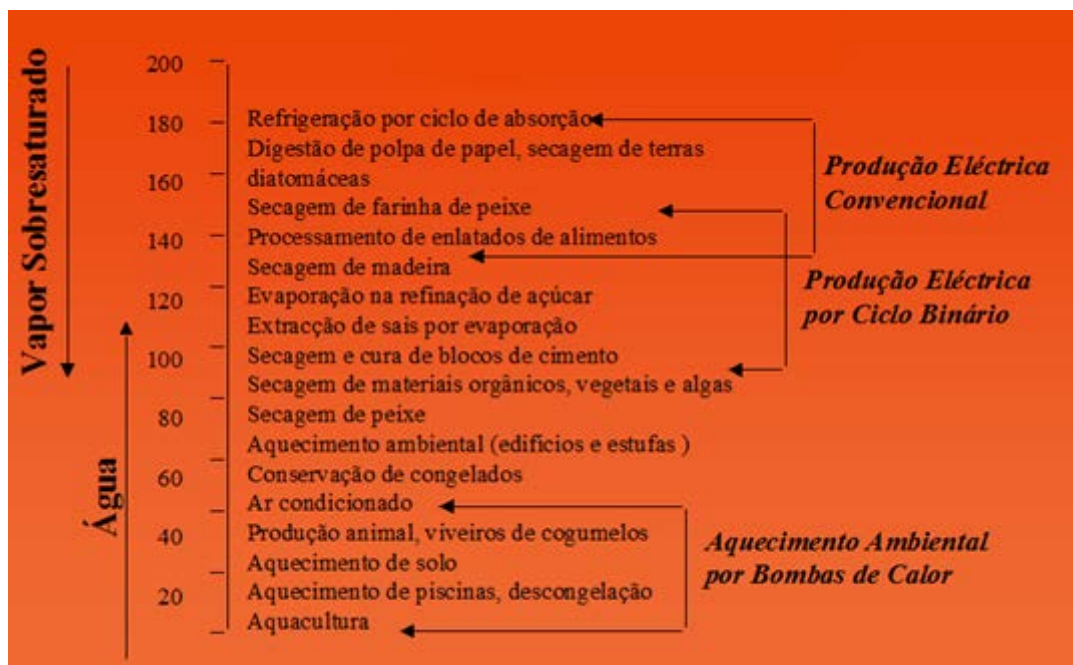 Vapor Sobresaturado
Água
200
180
160
140
120
100
80
60
40
20
Refrigeração por ciclo de absorção
Digestão de polpa de papel, secagem de terras
diatomáceas
Secagem de farinha de peixe
Processamento de enlatados de alimentos
Secagem de madeira
Evaporação na refinação de açúcar
Extracção de sais por evaporação
Secagem e cura de blocos de cimento
Secagem de materiais orgânicos, vegetais e algas
Secagem de peixe
Aquecimento ambiental (edifícios e estufas )
Conservação de congelados
Ar condicionado
Produção animal, viveiros de cogumelos
Aquecimento de solo
Aquecimento de piscinas, descongelação
Aquacultura
Produção Eléctrica
Convencional
Produção Eléctrica
por Ciclo Binário
Aquecimento Ambiental
por Bombas de Calor